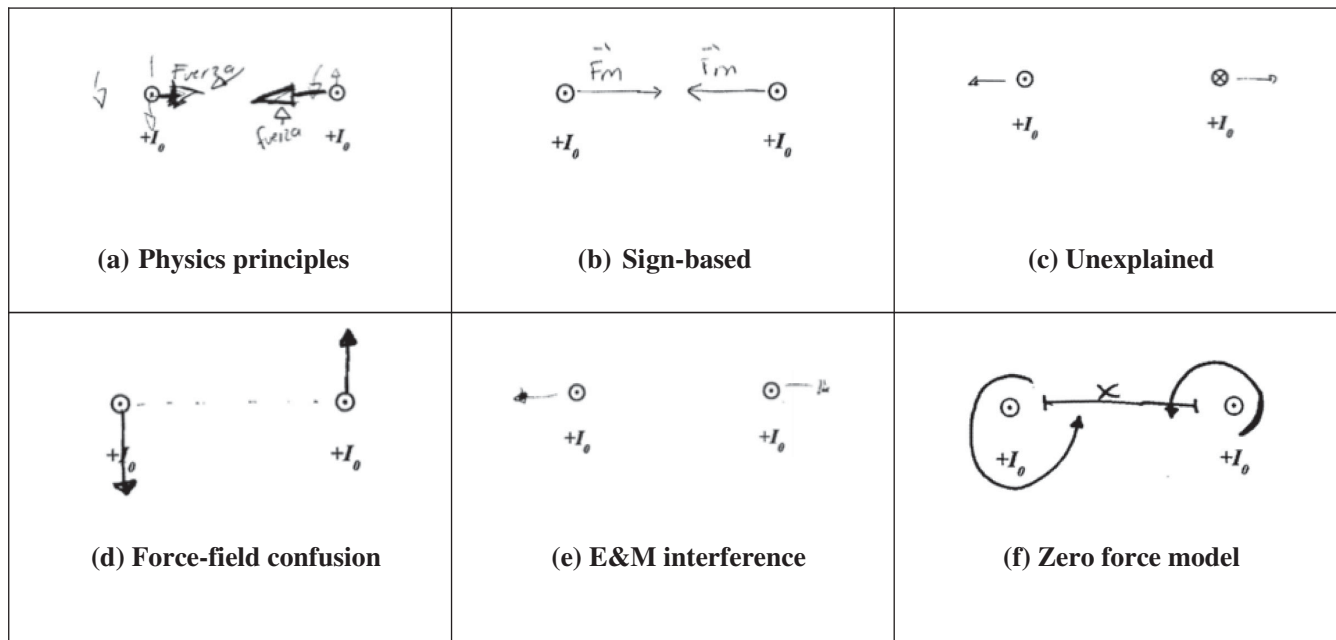 Fuerza
fuerza
+I₀ +I₀
(a) Physics principles
Fm Fm
+I₀ +I₀
(b) Sign-based
+I₀ +I₀
(c) Unexplained
+I₀ +I₀
(d) Force-field confusion
+I₀ +I₀
(e) E&M interference
x
+I₀ +I₀
(f) Zero force model